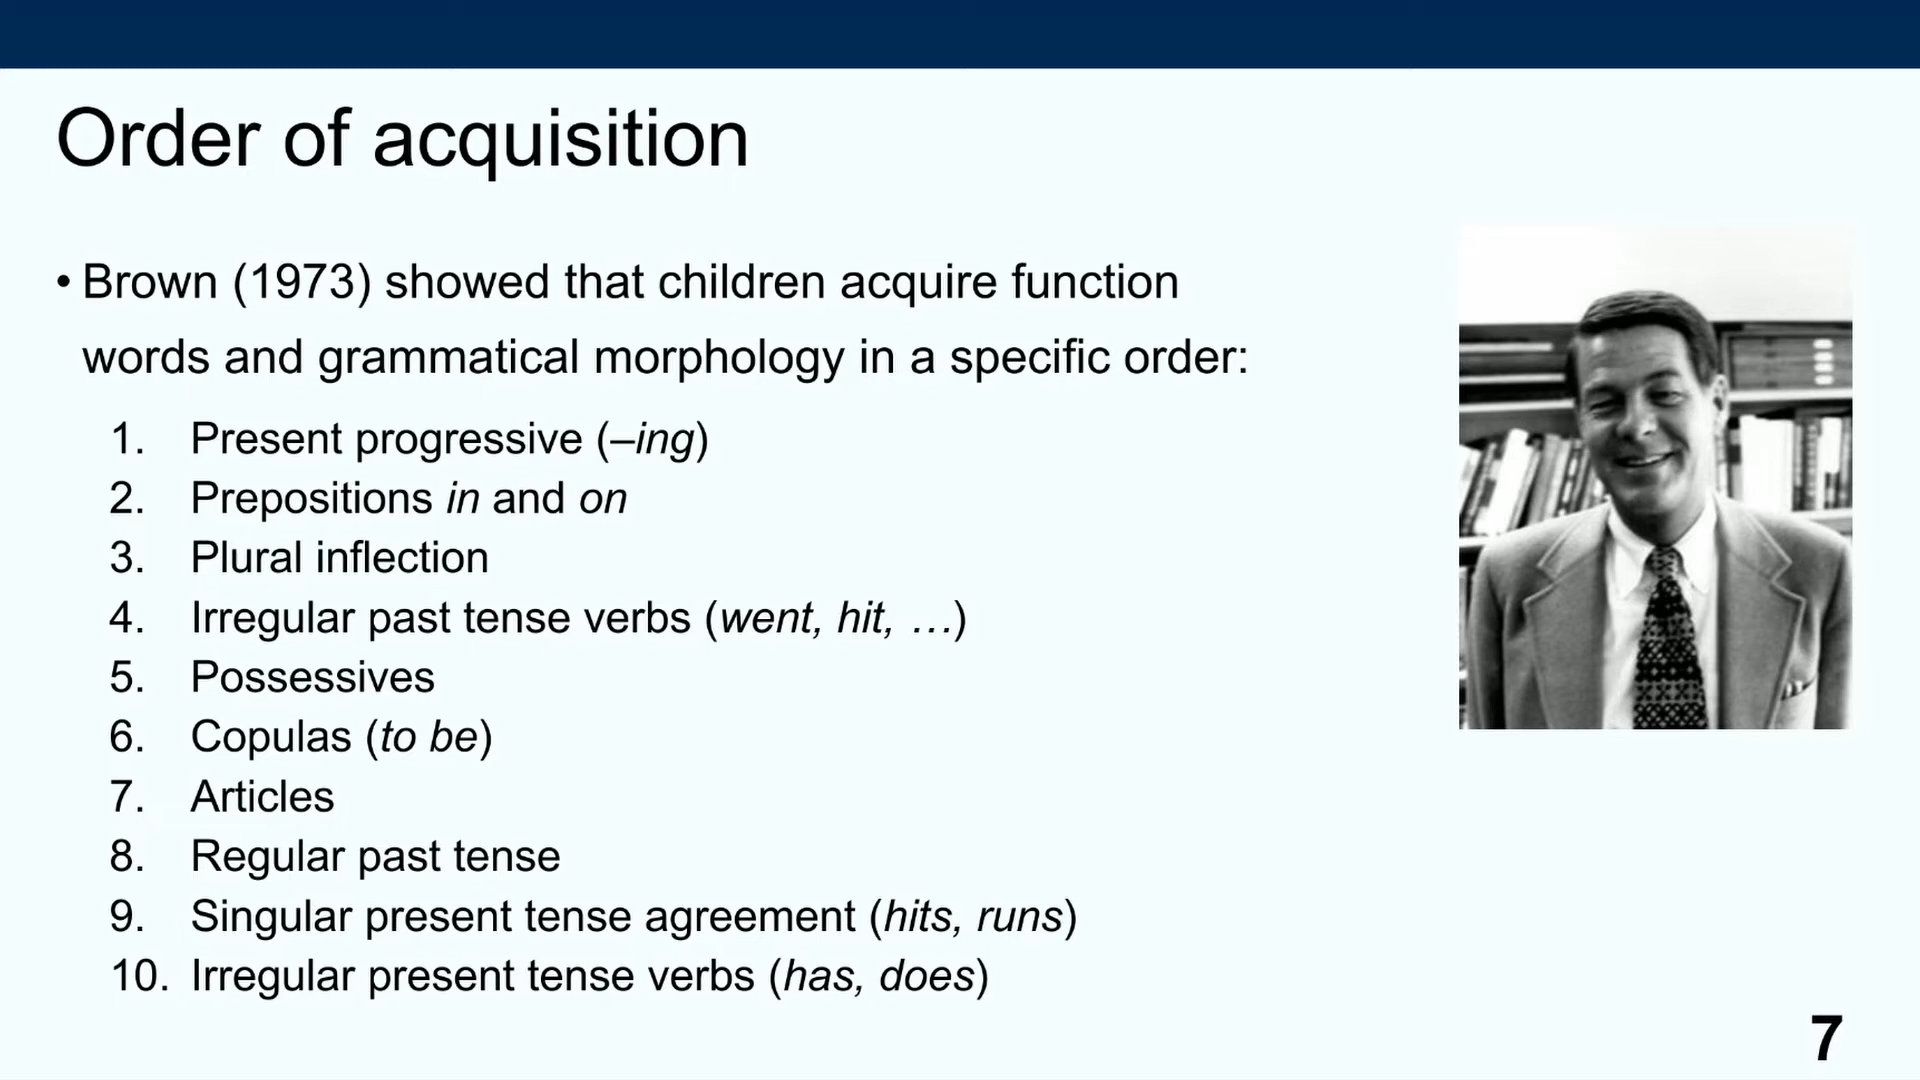 Order of acquisition
• Brown (1973) showed that children acquire function
words and grammatical morphology in a specific order:
1. Present progressive (–ing)
2. Prepositions in and on
3. Plural inflection
4. Irregular past tense verbs (went, hit, …)
5. Possessives
6. Copulas (to be)
7. Articles
8. Regular past tense
9. Singular present tense agreement (hits, runs)
10. Irregular present tense verbs (has, does)
7